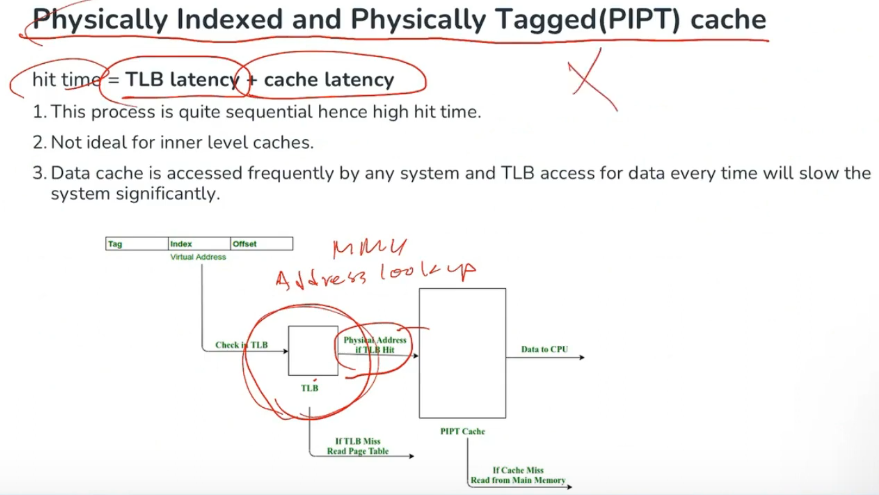 Physically Indexed and Physically Tagged(PIPT) cache
hit time = TLB latency + cache latency
1. This process is quite sequential hence high hit time.
2. Not ideal for inner level caches.
3. Data cache is accessed frequently by any system and TLB access for data every time will slow the
system significantly.
Tag Index Offset
Virtual Address
MMU
Address lookup
Check in TLB
Physical Address
if TLB Hit
Data to CPU
TLB
PIPT Cache
If TLB Miss
Read Page Table
If Cache Miss
Read from Main Memory